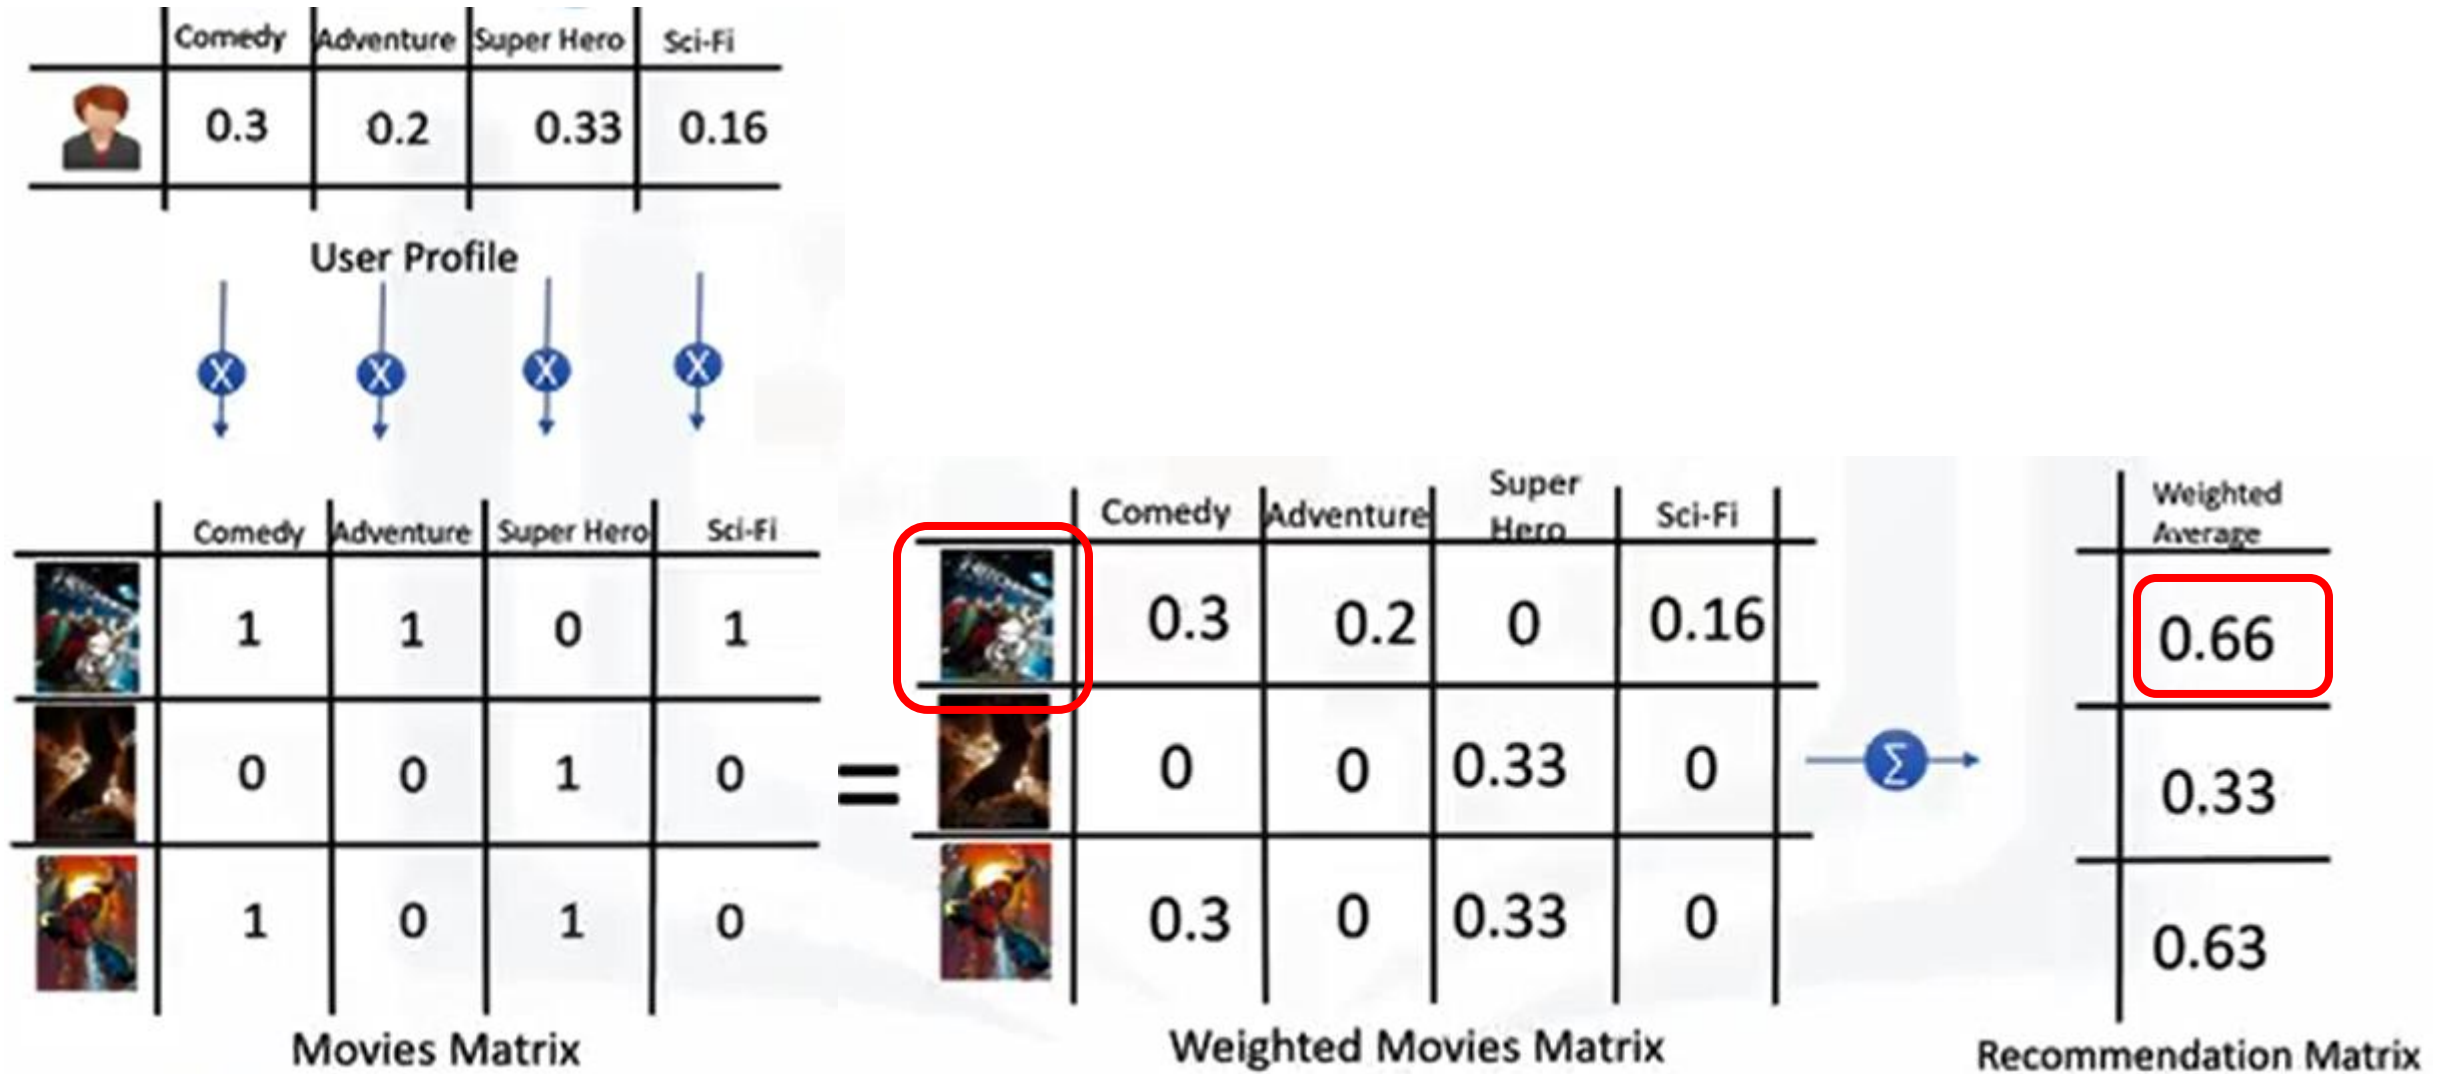 Comedy Adventure Super Hero Sci-Fi
0.3 0.2 0.33 0.16
User Profile
X X X X
Comedy Adventure Super Hero Sci-Fi
1 1 0 1
0 0 1 0
1 0 1 0
Movies Matrix
=
Comedy Adventure Super Hero Sci-Fi
0.3 0.2 0 0.16
0 0 0.33 0
0.3 0 0.33 0
Weighted Movies Matrix
Σ
Weighted
Average
0.66
0.33
0.63
Recommendation Matrix